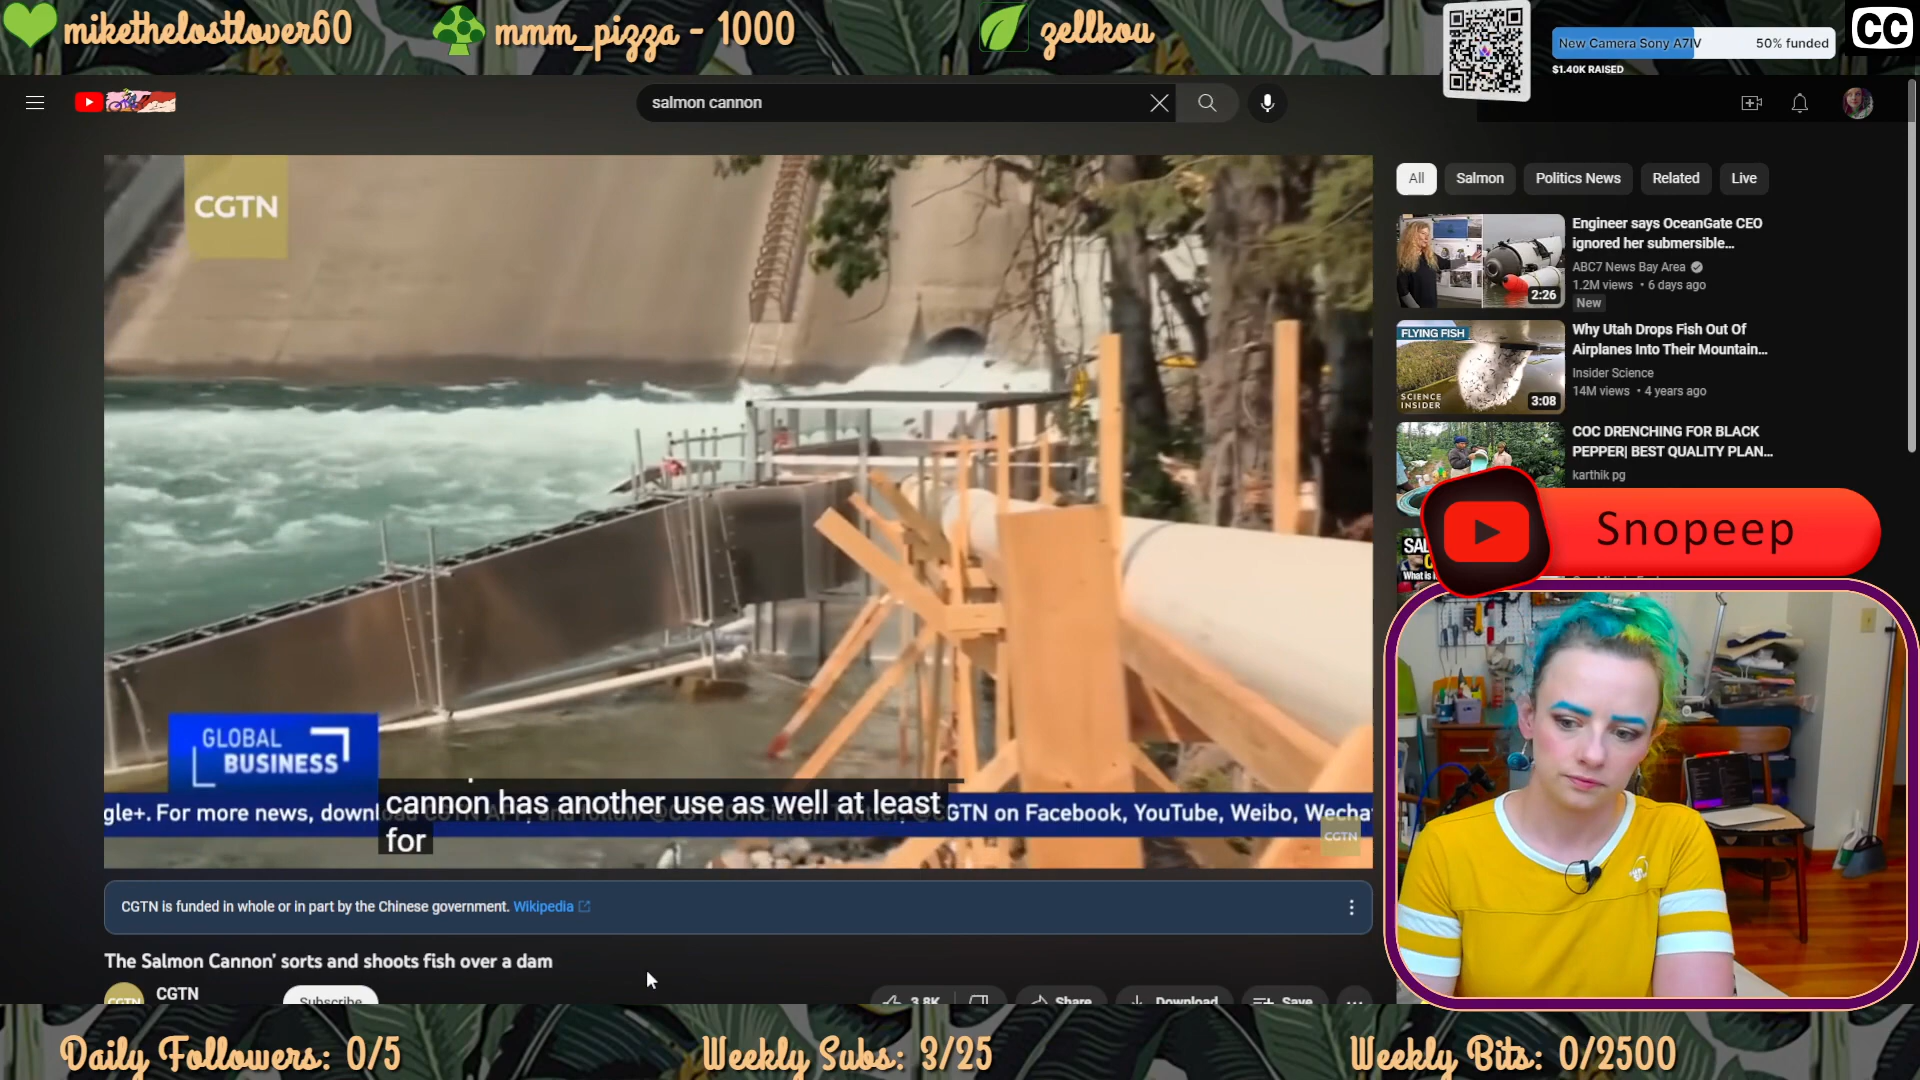 mikethelostlover60
mmm_pizza - 1000
zellkou
New Camera Sony A7IV
50% funded
$1.40K RAISED
CC
salmon cannon
CGTN
All
Salmon
Politics News
Related
Live
Engineer says OceanGate CEO
ignored her submersible...
ABC7 News Bay Area
1.2M views • 6 days ago
New
2:26
FLYING FISH
SCIENCE
INSIDER
3:08
Why Utah Drops Fish Out Of
Airplanes Into Their Mountain...
Insider Science
14M views • 4 years ago
COC DRENCHING FOR BLACK
PEPPER| BEST QUALITY PLAN...
karthik pg
Snopeep
GLOBAL
BUSINESS
cannon has another use as well at least
for
gle+. For more news, downl
GTN on Facebook, YouTube, Weibo, Wecha
CGTN
CGTN is funded in whole or in part by the Chinese government. Wikipedia
The Salmon Cannon' sorts and shoots fish over a dam
CGTN
CGTN
Subscribe
3.8K
Share
Download
Save
Daily Followers: 0/5
Weekly Subs: 3/25
Weekly Bits: 0/2500